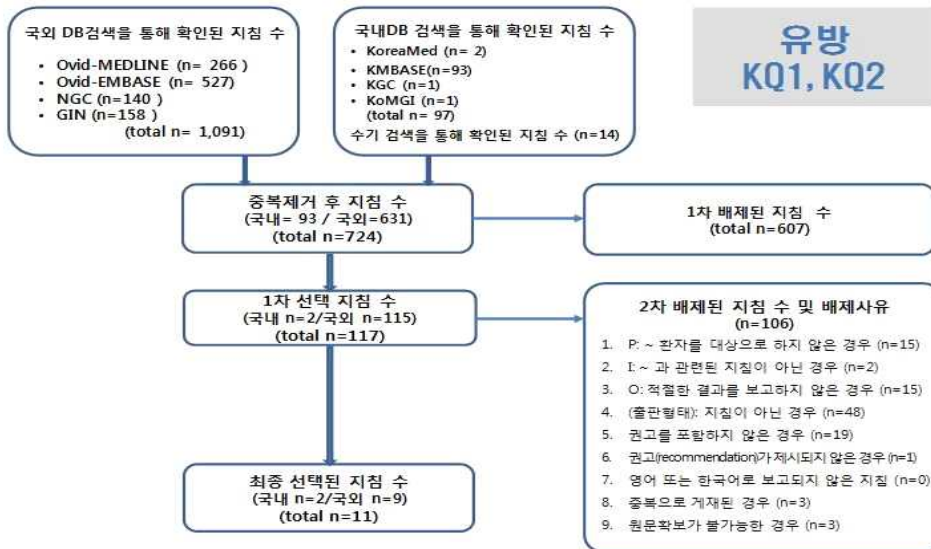 국외 DB검색을 통해 확인된 지침 수
• Ovid-MEDLINE (n= 266 )
• Ovid-EMBASE (n= 527)
• NGC (n=140 )
• GIN (n=158 )
(total n= 1,091)
국내DB 검색을 통해 확인된 지침 수
• KoreaMed (n= 2)
• KMBASE(n=93)
• KGC (n=1)
• KoMGI (n=1)
(total n= 97)
수기 검색을 통해 확인된 지침 수 (n=14)
유방
KQ1, KQ2
중복제거 후 지침 수
(국내= 93 / 국외=631)
(total n=724)
1차 배제된 지침 수
(total n=607)
1차 선택 지침 수
(국내 n=2/국외 n=115)
(total n=117)
2차 배제된 지침 수 및 배제사유
(n=106)
1. P: ~ 환자를 대상으로 하지 않은 경우 (n=15)
2. I: ~ 과 관련된 지침이 아닌 경우 (n=2)
3. O: 적절한 결과를 보고하지 않은 경우 (n=15)
4. (출판형태): 지침이 아닌 경우 (n=48)
5. 권고를 포함하지 않은 경우 (n=19)
6. 권고(recommendation)가 제시되지 않은 경우 (n=1)
7. 영어 또는 한국어로 보고되지 않은 지침 (n=0)
8. 중복으로 게재된 경우 (n=3)
9. 원문확보가 불가능한 경우 (n=3)
최종 선택된 지침 수
(국내 n=2/국외 n=9)
(total n=11)